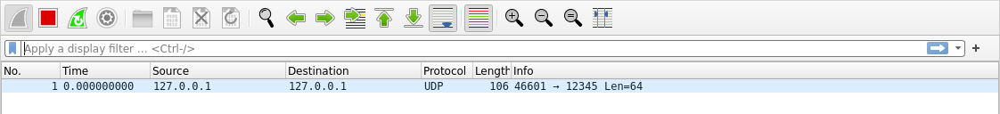 Apply a display filter ... <Ctrl-/>
No. Time Source Destination Protocol Length Info
1 0.000000000 127.0.0.1 127.0.0.1 UDP 106 46601 → 12345 Len=64